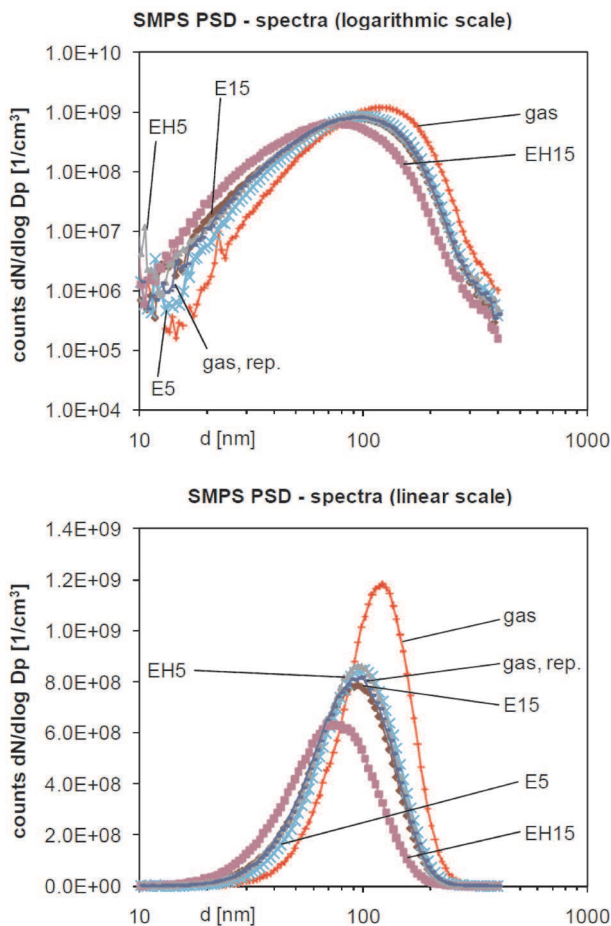 SMPS PSD - spectra (logarithmic scale)
counts dN/dlog Dp [1/cm³]
1.0E+10
1.0E+09
1.0E+08
1.0E+07
1.0E+06
1.0E+05
1.0E+04
E15
EH5
gas
EH15
gas, rep.
E5
10 d [nm] 100 1000
SMPS PSD - spectra (linear scale)
counts dN/dlog Dp [1/cm³]
1.4E+09
1.2E+09
1.0E+09
8.0E+08
6.0E+08
4.0E+08
2.0E+08
0.0E+00
gas
EH5
gas, rep.
E15
E5
EH15
10 d [nm] 100 1000